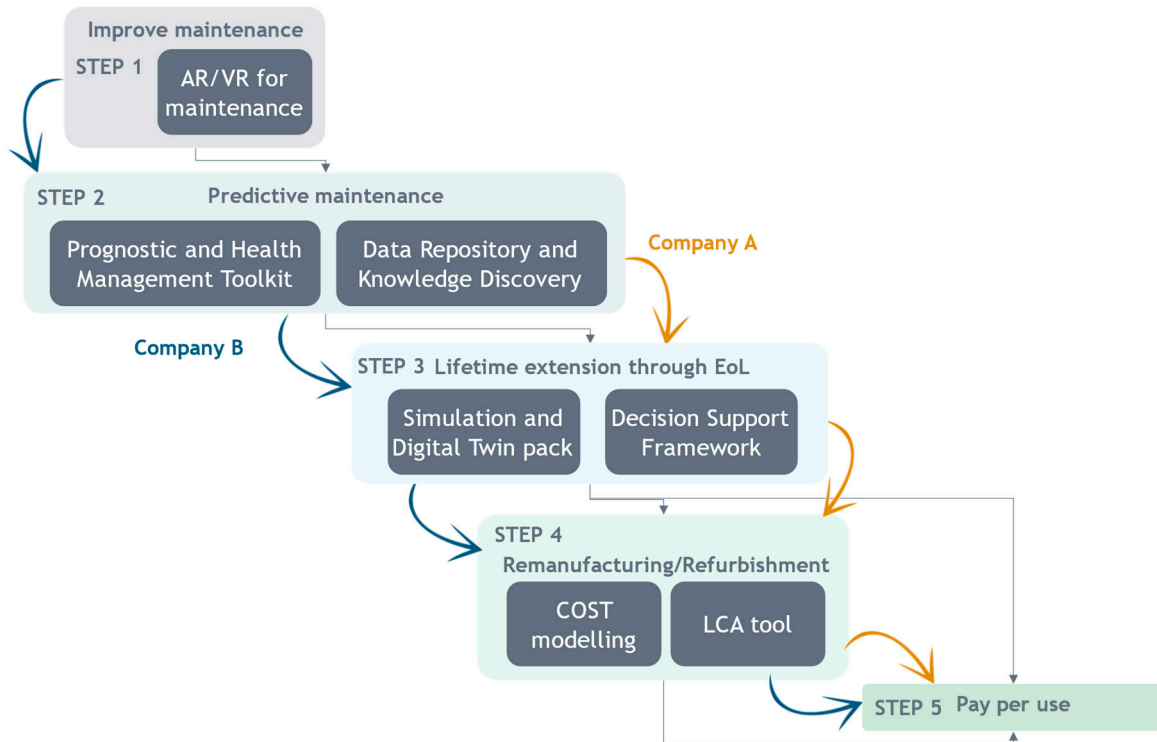 Improve maintenance
STEP 1
AR/VR for
maintenance
STEP 2
Predictive maintenance
Prognostic and Health
Management Toolkit
Data Repository and
Knowledge Discovery
Company A
Company B
STEP 3
Lifetime extension through EoL
Simulation and
Digital Twin pack
Decision Support
Framework
STEP 4
Remanufacturing/Refurbishment
COST
modelling
LCA tool
STEP 5
Pay per use